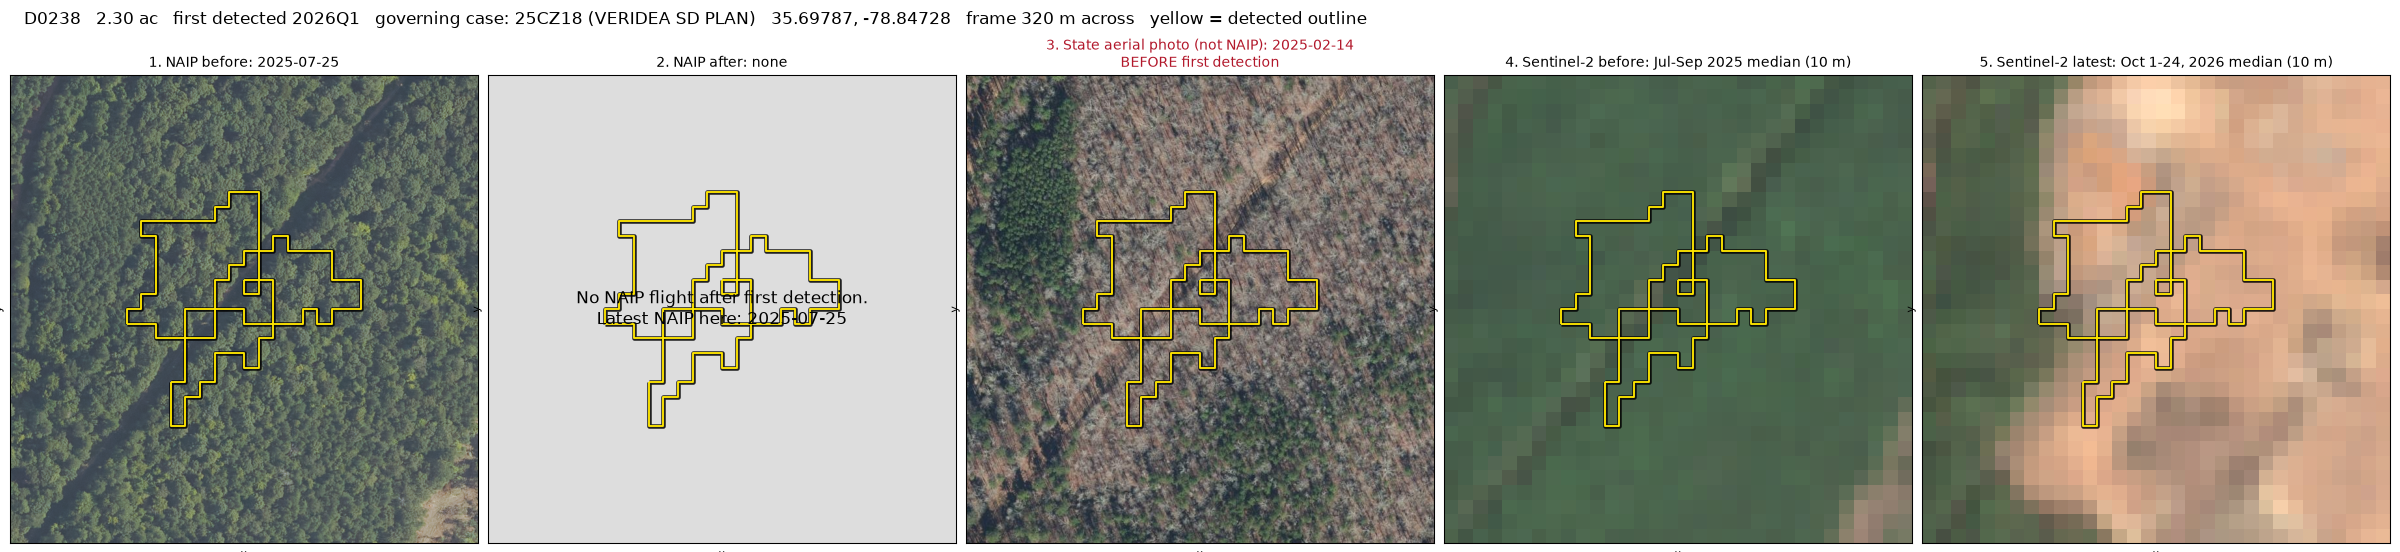 D0238   2.30 ac   first detected 2026Q1   governing case: 25CZ18 (VERIDEA SD PLAN)   35.69787, -78.84728   frame 320 m across   yellow = detected outline
1. NAIP before: 2025-07-25
2. NAIP after: none
3. State aerial photo (not NAIP): 2025-02-14
BEFORE first detection
4. Sentinel-2 before: Jul-Sep 2025 median (10 m)
5. Sentinel-2 latest: Oct 1-24, 2026 median (10 m)
No NAIP flight after first detection.
Latest NAIP here: 2025-07-25